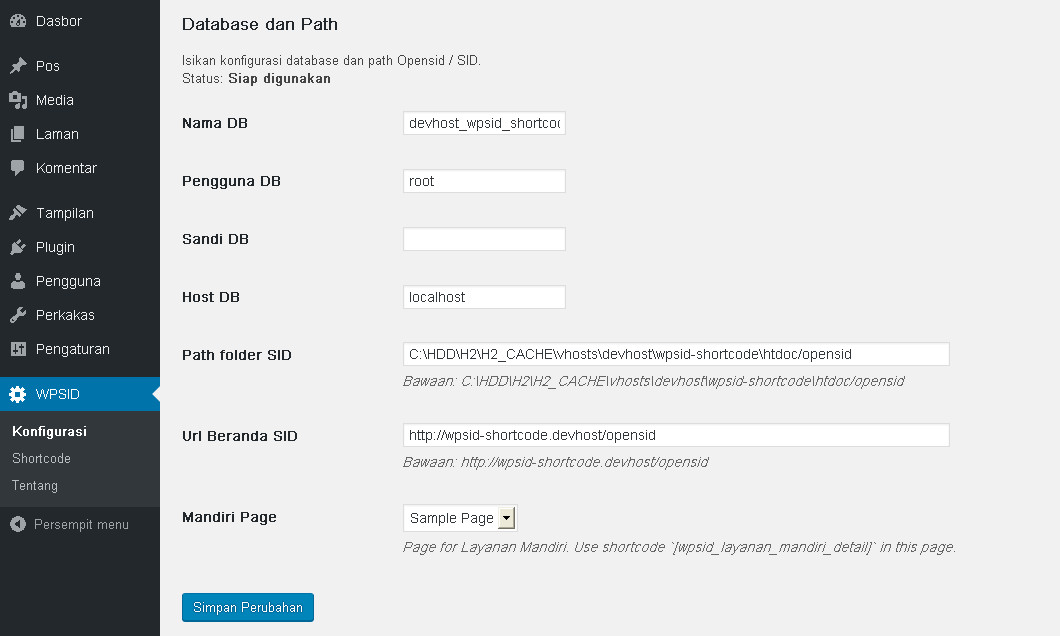 Dasbor
Pos
Media
Laman
Komentar
Tampilan
Plugin
Pengguna
Perkakas
Pengaturan
WPSID
Konfigurasi
Shortcode
Tentang
Persempit menu
Database dan Path
Isikan konfigurasi database dan path Opensid / SID.
Status: Siap digunakan
Nama DB
devhost_wpsid_shortcod
Pengguna DB
root
Sandi DB
Host DB
localhost
Path folder SID
C:\HDD\H2\H2_CACHE\vhosts\devhost\wpsid-shortcode\htdoc/opensid
Bawaan: C:\HDD\H2\H2_CACHE\vhosts\devhost\wpsid-shortcode\htdoc/opensid
Url Beranda SID
http://wpsid-shortcode.devhost/opensid
Bawaan: http://wpsid-shortcode.devhost/opensid
Mandiri Page
Sample Page
Page for Layanan Mandiri. Use shortcode `[wpsid_layanan_mandiri_detail]` in this page.
Simpan Perubahan